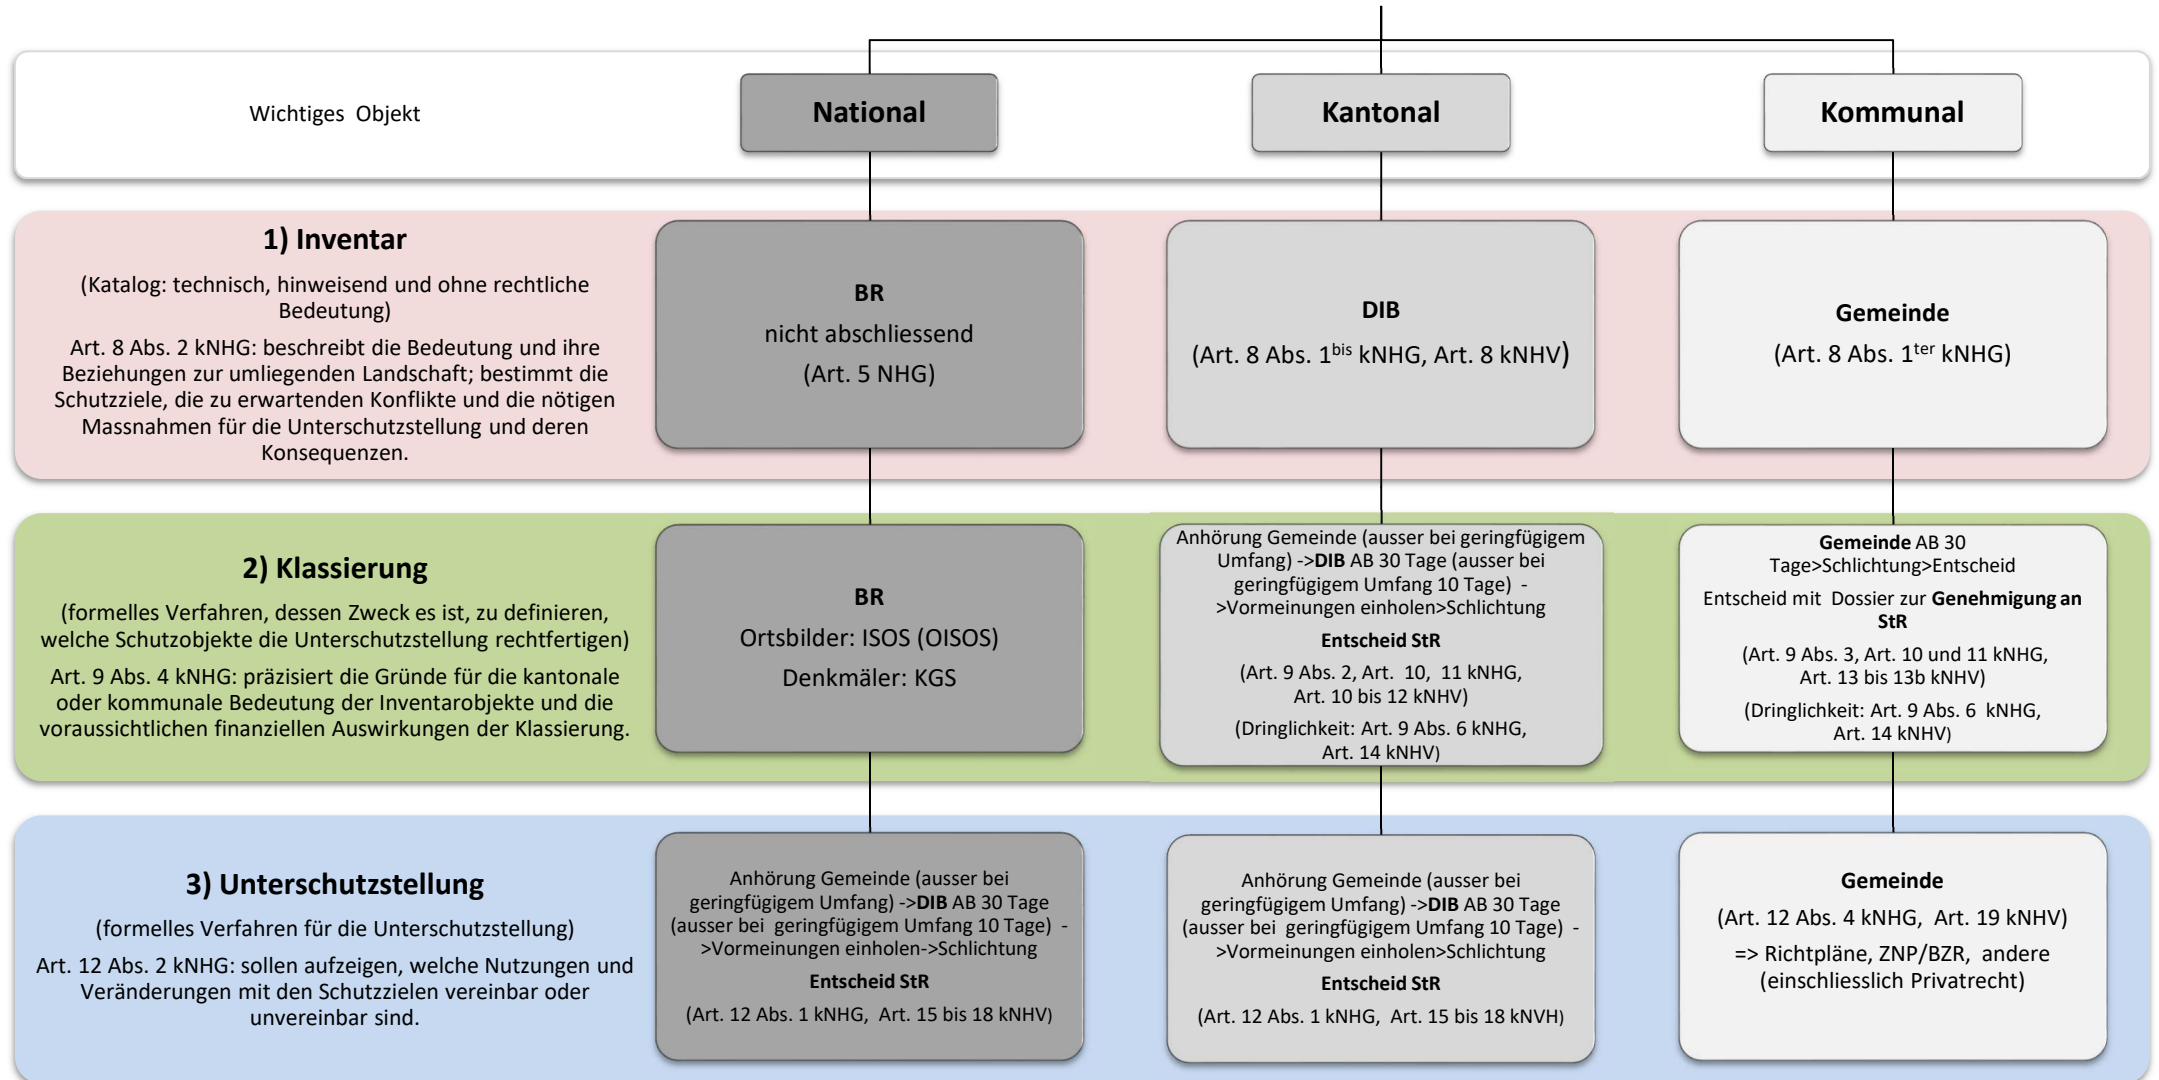 Wichtiges Objekt
National
Kantonal
Kommunal
1) Inventar
(Katalog: technisch, hinweisend und ohne rechtliche
Bedeutung)
Art. 8 Abs. 2 kNHG: beschreibt die Bedeutung und ihre
Beziehungen zur umliegenden Landschaft; bestimmt die
Schutzziele, die zu erwartenden Konflikte und die nötigen
Massnahmen für die Unterschutzstellung und deren
Konsequenzen.
BR
nicht abschliessend
(Art. 5 NHG)
DIB
(Art. 8 Abs. 1bis kNHG, Art. 8 kNHV)
Gemeinde
(Art. 8 Abs. 1ter kNHG)
2) Klassierung
(formelles Verfahren, dessen Zweck es ist, zu definieren,
welche Schutzobjekte die Unterschutzstellung rechtfertigen)
Art. 9 Abs. 4 kNHG: präzisiert die Gründe für die kantonale
oder kommunale Bedeutung der Inventarobjekte und die
voraussichtlichen finanziellen Auswirkungen der Klassierung.
BR
Ortsbilder: ISOS (OISOS)
Denkmäler: KGS
Anhörung Gemeinde (ausser bei geringfügigem
Umfang) ->DIB AB 30 Tage (ausser bei
geringfügigem Umfang 10 Tage) -
>Vormeinungen einholen>Schlichtung
Entscheid StR
(Art. 9 Abs. 2, Art. 10, 11 kNHG,
Art. 10 bis 12 kNHV)
(Dringlichkeit: Art. 9 Abs. 6 kNHG,
Art. 14 kNHV)
Gemeinde AB 30
Tage>Schlichtung>Entscheid
Entscheid mit Dossier zur Genehmigung an
StR
(Art. 9 Abs. 3, Art. 10 und 11 kNHG,
Art. 13 bis 13b kNHV)
(Dringlichkeit: Art. 9 Abs. 6 kNHG,
Art. 14 kNHV)
3) Unterschutzstellung
(formelles Verfahren für die Unterschutzstellung)
Art. 12 Abs. 2 kNHG: sollen aufzeigen, welche Nutzungen und
Veränderungen mit den Schutzzielen vereinbar oder
unvereinbar sind.
Anhörung Gemeinde (ausser bei
geringfügigem Umfang) ->DIB AB 30 Tage
(ausser bei geringfügigem Umfang 10 Tage) -
>Vormeinungen einholen->Schlichtung
Entscheid StR
(Art. 12 Abs. 1 kNHG, Art. 15 bis 18 kNHV)
Anhörung Gemeinde (ausser bei
geringfügigem Umfang) ->DIB AB 30 Tage
(ausser bei geringfügigem Umfang 10 Tage) -
>Vormeinungen einholen>Schlichtung
Entscheid StR
(Art. 12 Abs. 1 kNHG, Art. 15 bis 18 kNVH)
Gemeinde
(Art. 12 Abs. 4 kNHG, Art. 19 kNHV)
=> Richtpläne, ZNP/BZR, andere
(einschliesslich Privatrecht)